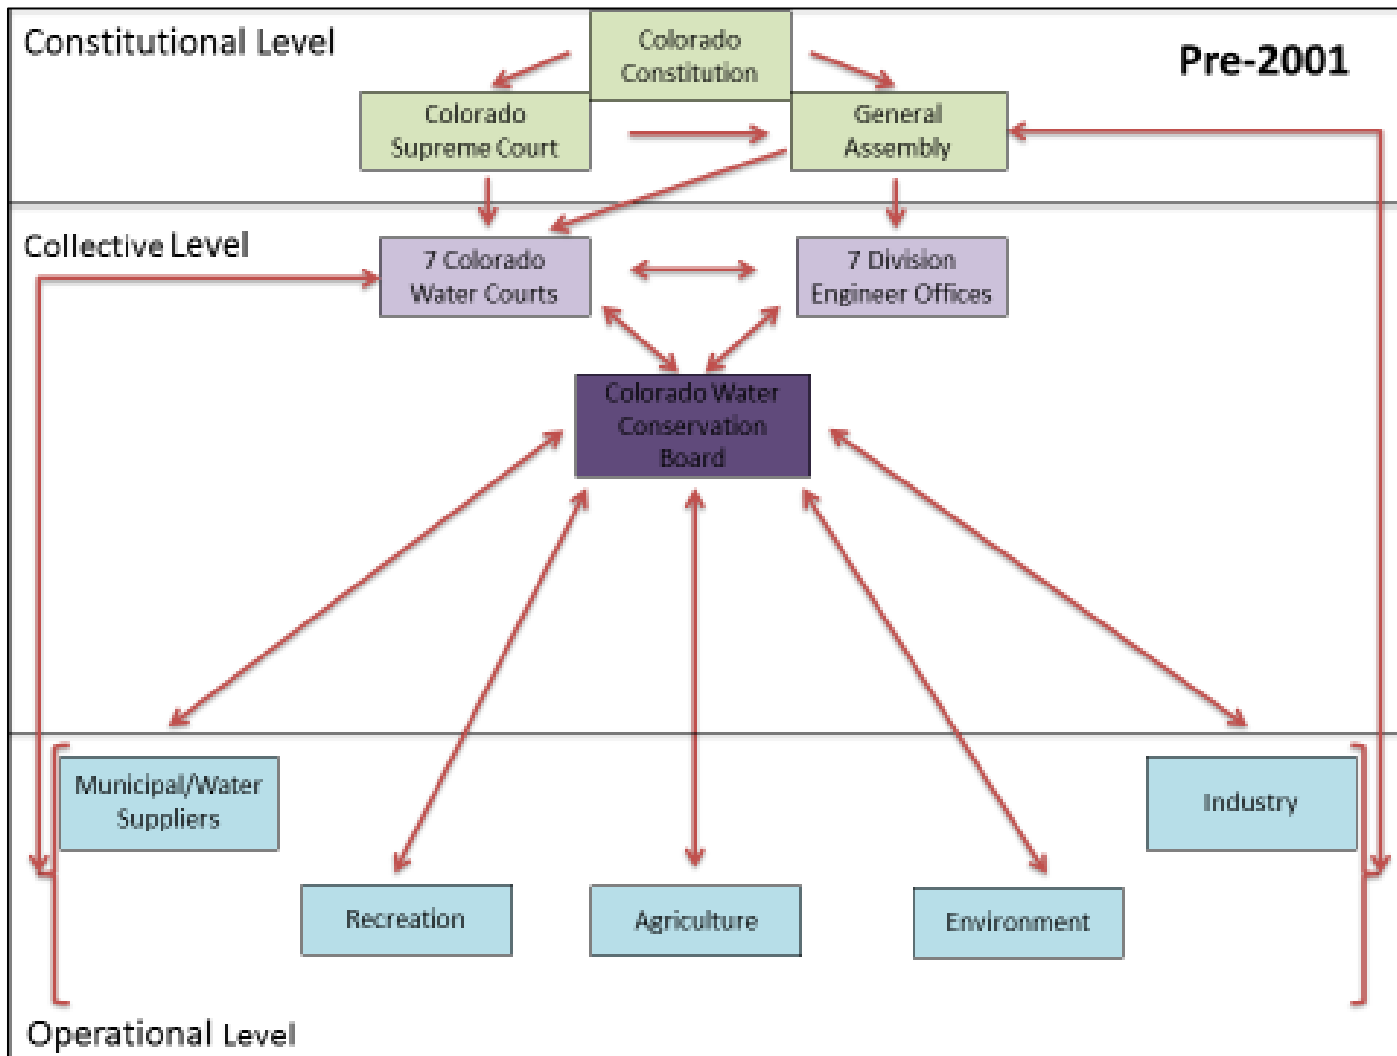 Constitutional Level
Colorado
Constitution
Pre-2001
Colorado
Supreme Court
General
Assembly
Collective Level
7 Colorado
Water Courts
7 Division
Engineer Offices
Colorado Water
Conservation
Board
Municipal/Water
Suppliers
Industry
Recreation
Agriculture
Environment
Operational Level